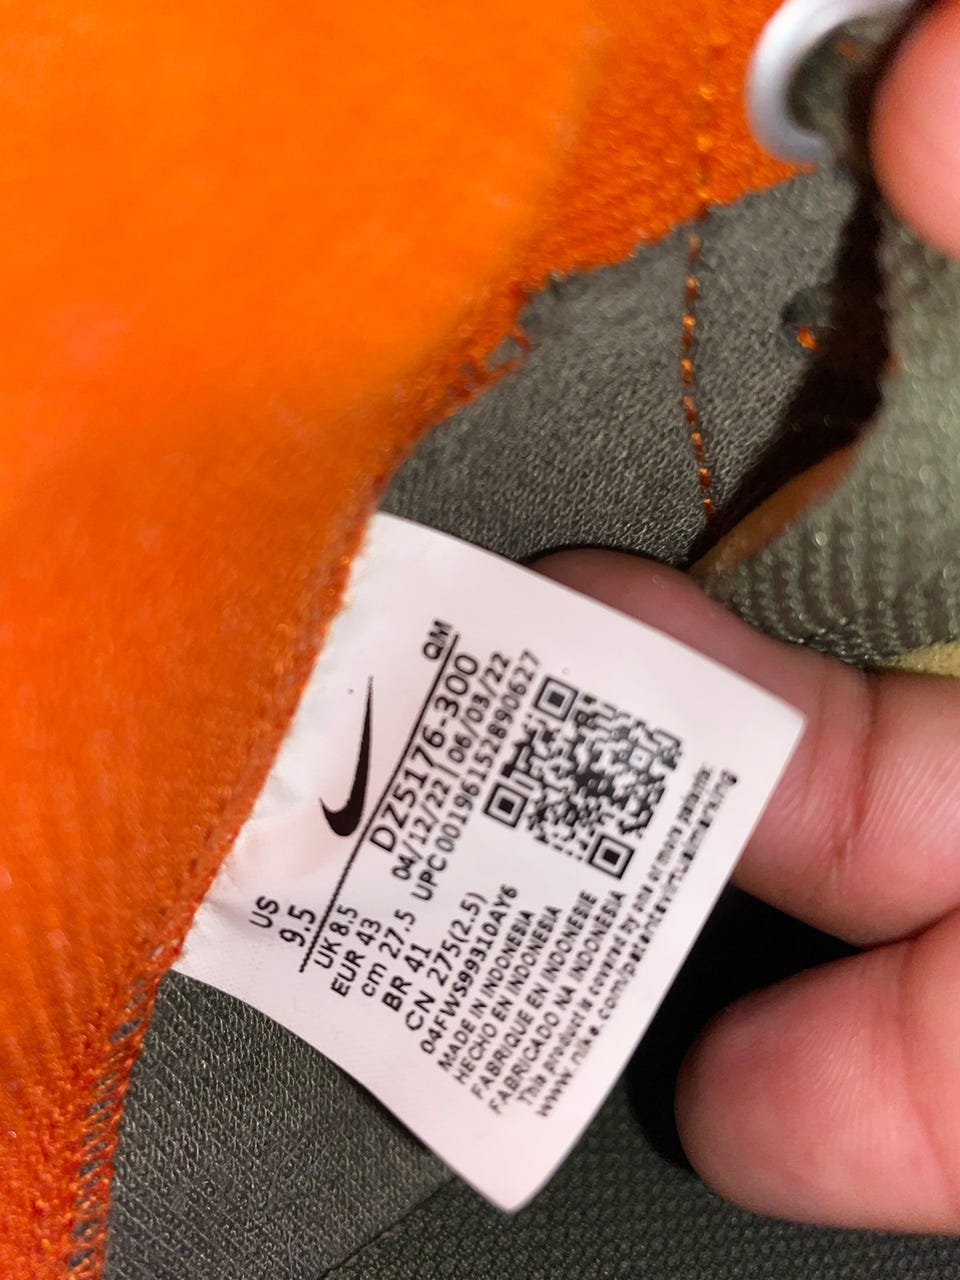 QM
DZ5176-300
04/12/22 | 06/03/22
UPC 00196152890627
US
9.5
UK 8.5
EUR 43
cm 27.5
BR 41
CN 275(2.5)
04FWS99310AY6
MADE IN INDONESIA
HECHO EN INDONESIA
FABRIQUE EN INDONESIE
FABRICADO NA INDONÉSIA
This product is covered by one or more patents:
www.nike.com/patentsvirtualmarking